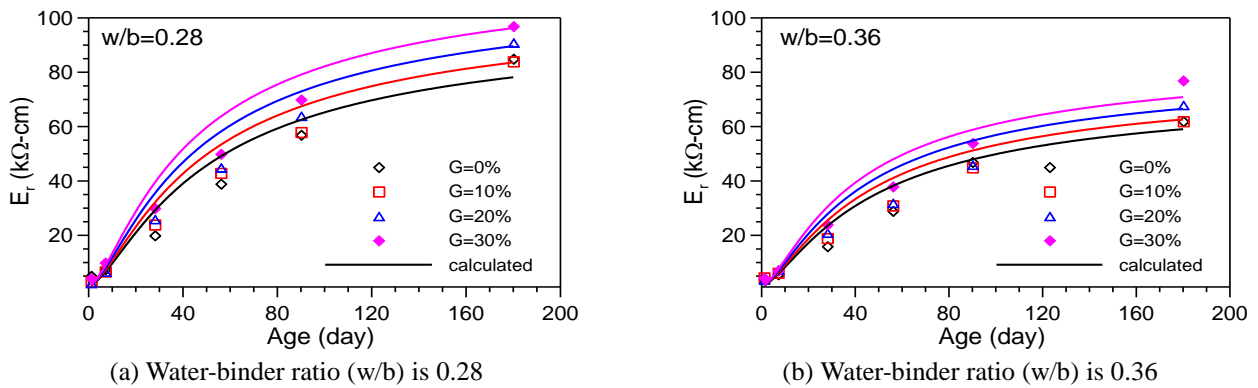 w/b=0.28
E_r (kΩ-cm)
100
80
60
40
20
0 40 80 120 160 200
Age (day)
G=0%
G=10%
G=20%
G=30%
calculated
(a) Water-binder ratio (w/b) is 0.28
w/b=0.36
E_r (kΩ-cm)
100
80
60
40
20
0 40 80 120 160 200
Age (day)
G=0%
G=10%
G=20%
G=30%
calculated
(b) Water-binder ratio (w/b) is 0.36